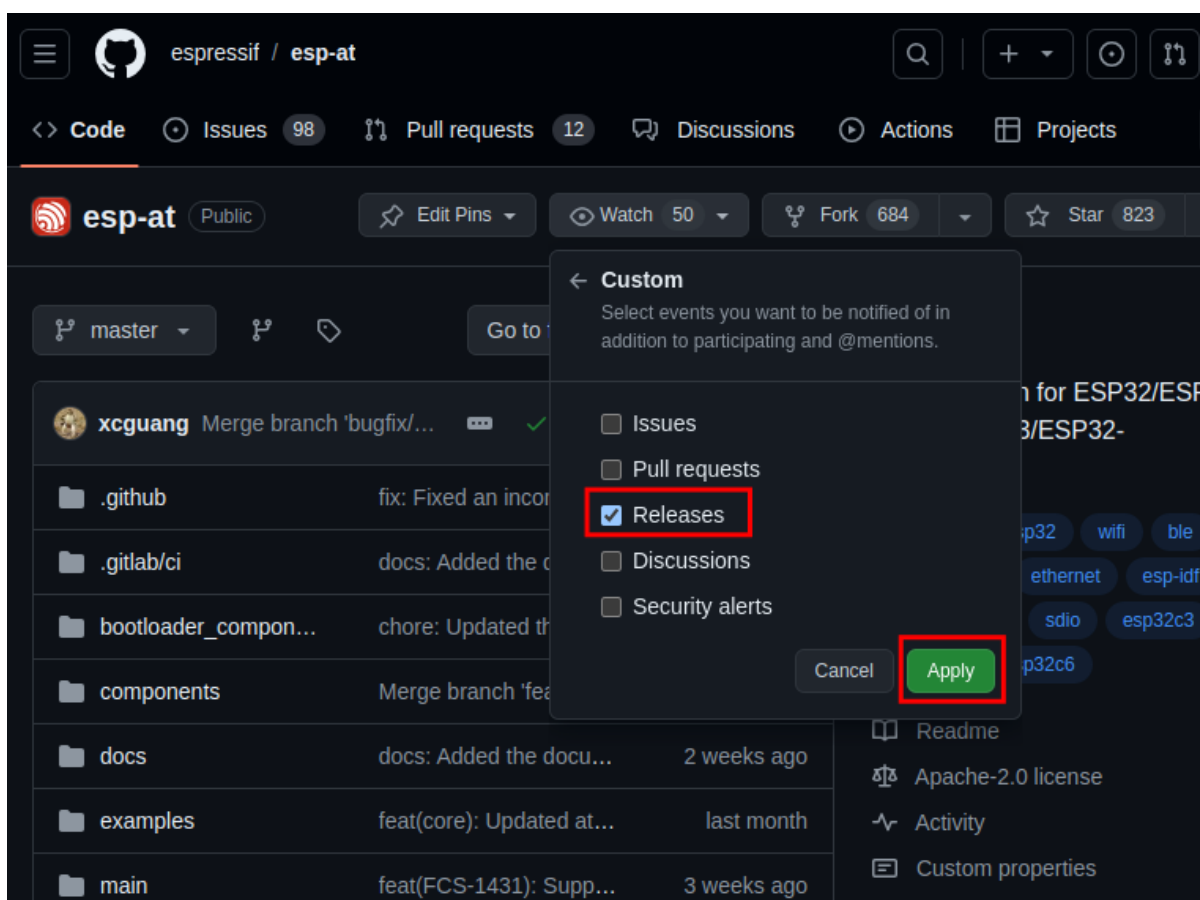 espressif / esp-at
Code Issues 98 Pull requests 12 Discussions Actions Projects
esp-at Public Edit Pins Watch 50 Fork 684 Star 823
Custom
Select events you want to be notified of in
addition to participating and @mentions.
master Go to
for ESP32/ESP
/ESP32-
xcguang Merge branch 'bugfix/…
Issues
Pull requests
.github fix: Fixed an incor
Releases
wifi ble
.gitlab/ci docs: Added the
Discussions
ethernet esp-idf
Security alerts
bootloader_compon… chore: Updated th
sdio esp32c3
Cancel Apply
components Merge branch 'fea
p32c6
Readme
docs docs: Added the docu… 2 weeks ago
Apache-2.0 license
examples feat(core): Updated at… last month
Activity
Custom properties
main feat(FCS-1431): Supp… 3 weeks ago